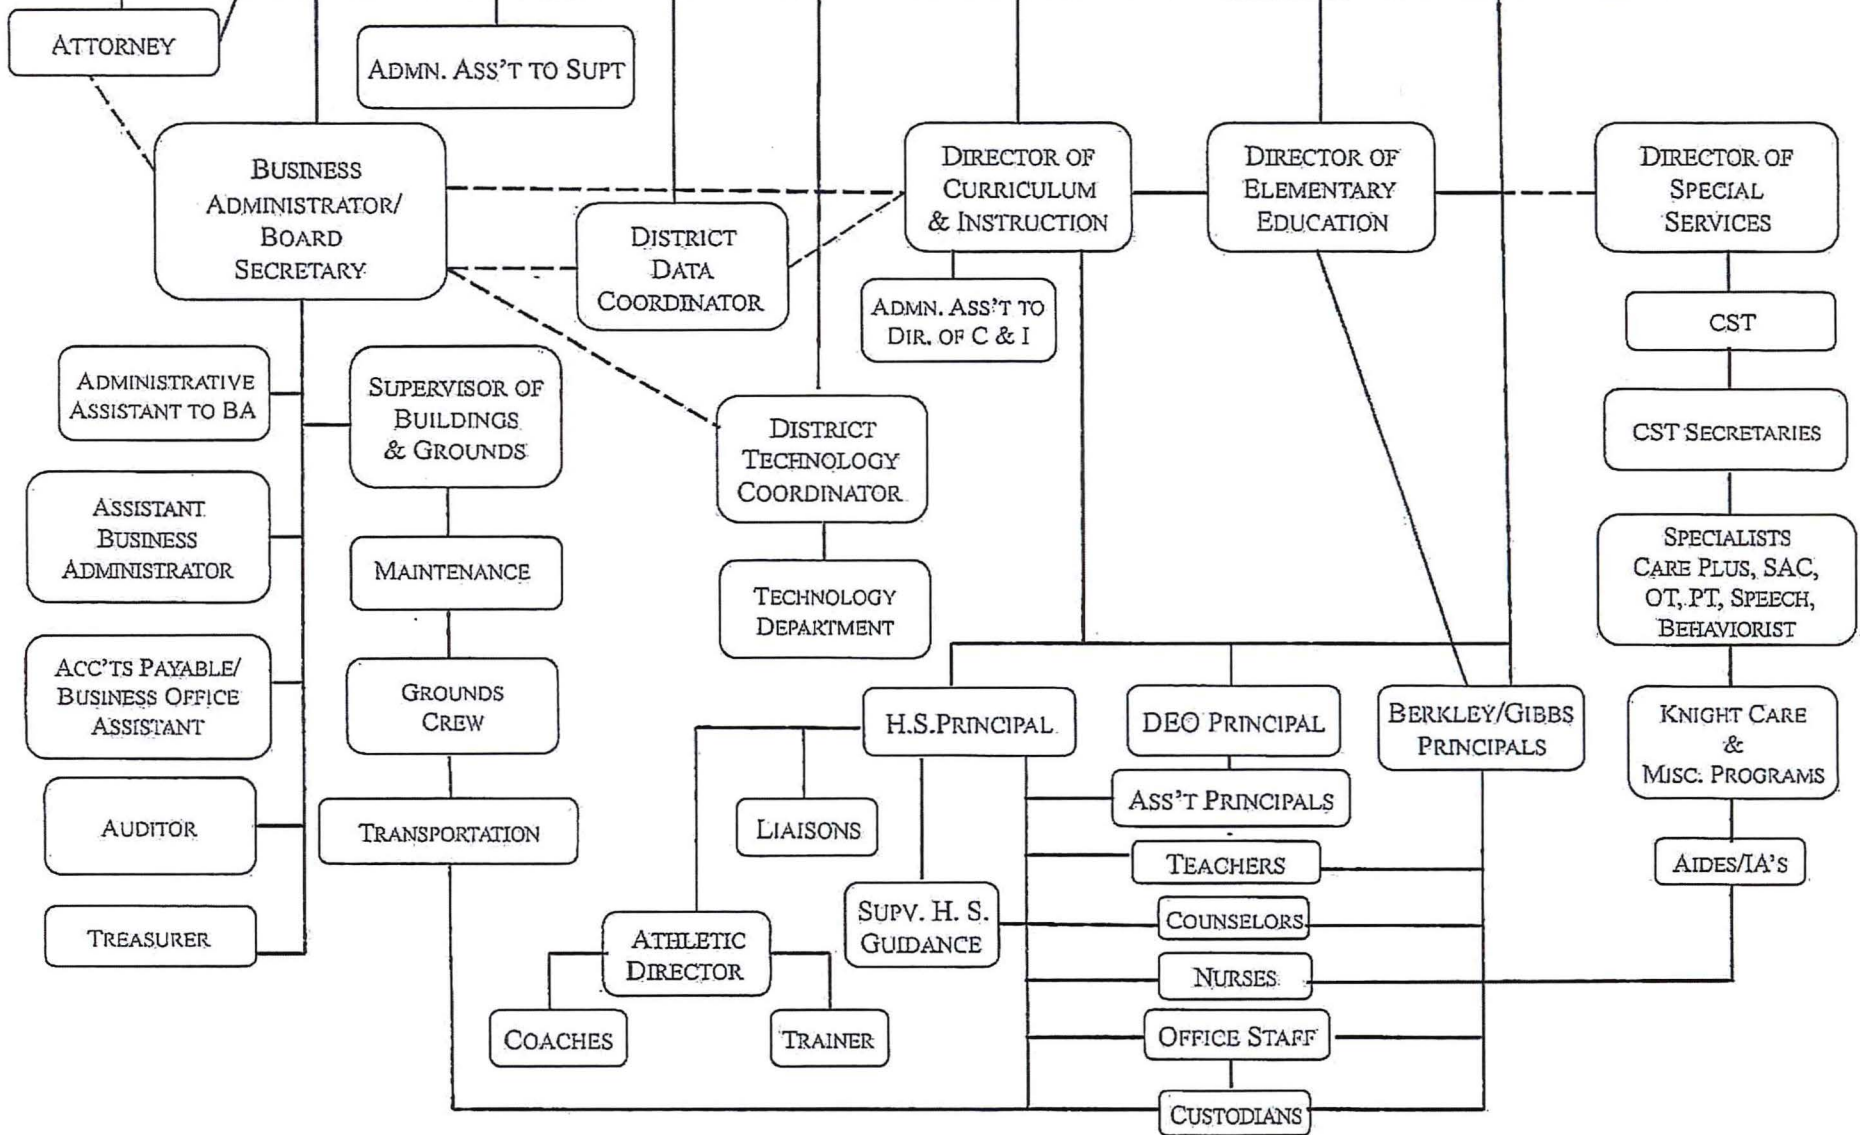 ATTORNEY
ADMN. ASS'T TO SUPT
BUSINESS
ADMINISTRATOR/
BOARD
SECRETARY
DISTRICT
DATA
COORDINATOR
DIRECTOR OF
CURRICULUM
& INSTRUCTION
DIRECTOR OF
ELEMENTARY
EDUCATION
DIRECTOR OF
SPECIAL
SERVICES
ADMN. ASS'T TO
DIR. OF C & I
CST
ADMINISTRATIVE
ASSISTANT TO BA
SUPERVISOR OF
BUILDINGS
& GROUNDS
DISTRICT
TECHNOLOGY
COORDINATOR
CST SECRETARIES
ASSISTANT
BUSINESS
ADMINISTRATOR
MAINTENANCE
TECHNOLOGY
DEPARTMENT
SPECIALISTS
CARE PLUS, SAC,
OT, PT, SPEECH,
BEHAVIORIST
ACC'TS PAYABLE/
BUSINESS OFFICE
ASSISTANT
GROUNDS
CREW
H.S.PRINCIPAL
DEO PRINCIPAL
BERKLEY/GIBBS
PRINCIPALS
KNIGHT CARE
&
MISC. PROGRAMS
AUDITOR
TRANSPORTATION
LIAISONS
ASS'T PRINCIPALS
TEACHERS
AIDES/IA'S
TREASURER
ATHLETIC
DIRECTOR
SUPV. H. S.
GUIDANCE
COUNSELORS
NURSES
COACHES
TRAINER
OFFICE STAFF
CUSTODIANS